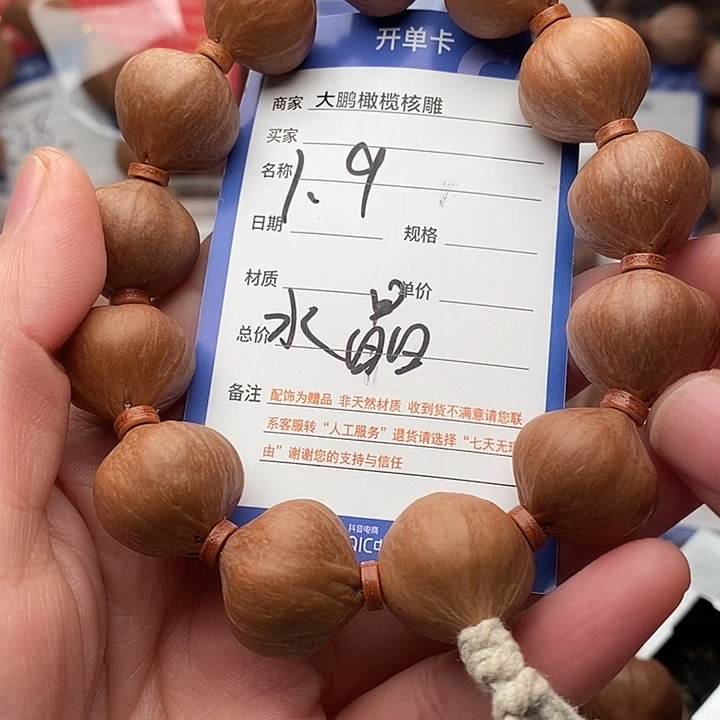 开单卡
商家 大鹏橄榄核雕
买家
名称 1.9
日期 规格
材质 单价
总价 水晶
备注 配饰为赠品 非天然材质 收到货不满意请您联
系客服转“人工服务”退货请选择“七天无理
由”谢谢您的支持与信任
抖音电商
QIC